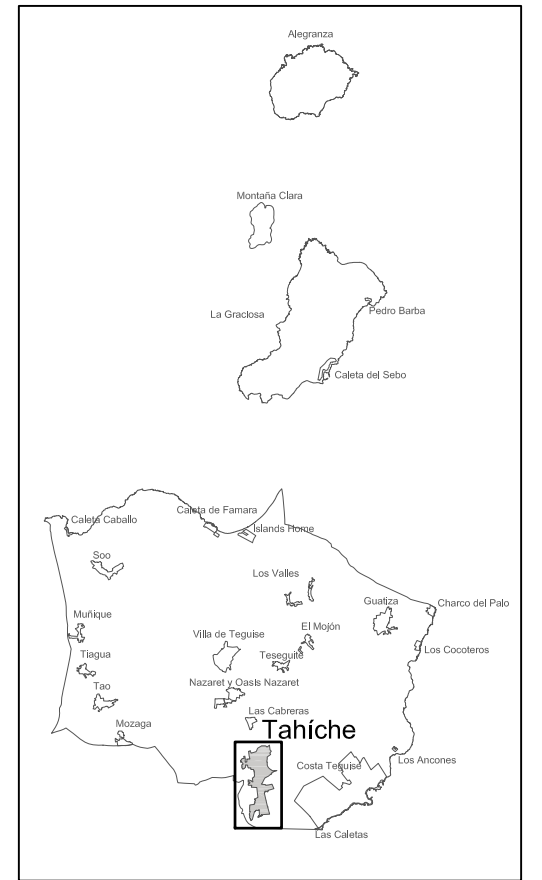 Alegranza
Montaña Clara
La Graciosa
Pedro Barba
Caleta del Sebo
Caleta Caballo
Caleta de Famara
Islands Home
Soo
Los Valles
Guatiza
Charco del Palo
Muñique
El Mojón
Villa de Teguise
Los Cocoteros
Tiagua
Teseguite
Tao
Nazaret y Oasis Nazaret
Las Cabreras
Mozaga
Tahíche
Costa Teguise
Los Ancones
Las Caletas